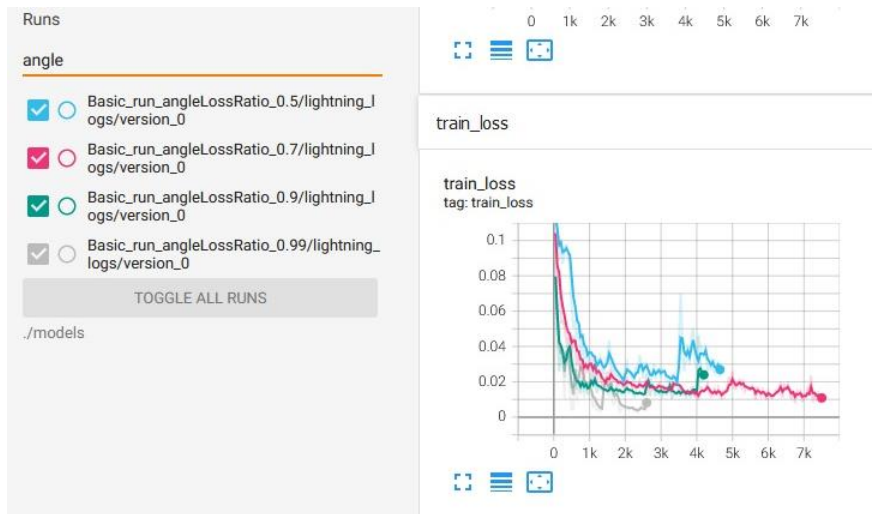 Runs
angle
Basic_run_angleLossRatio_0.5/lightning_l
ogs/version_0
Basic_run_angleLossRatio_0.7/lightning_l
ogs/version_0
Basic_run_angleLossRatio_0.9/lightning_l
ogs/version_0
Basic_run_angleLossRatio_0.99/lightning_
logs/version_0
TOGGLE ALL RUNS
./models
0 1k 2k 3k 4k 5k 6k 7k
train_loss
train_loss
tag: train_loss
0.1
0.08
0.06
0.04
0.02
0
0 1k 2k 3k 4k 5k 6k 7k